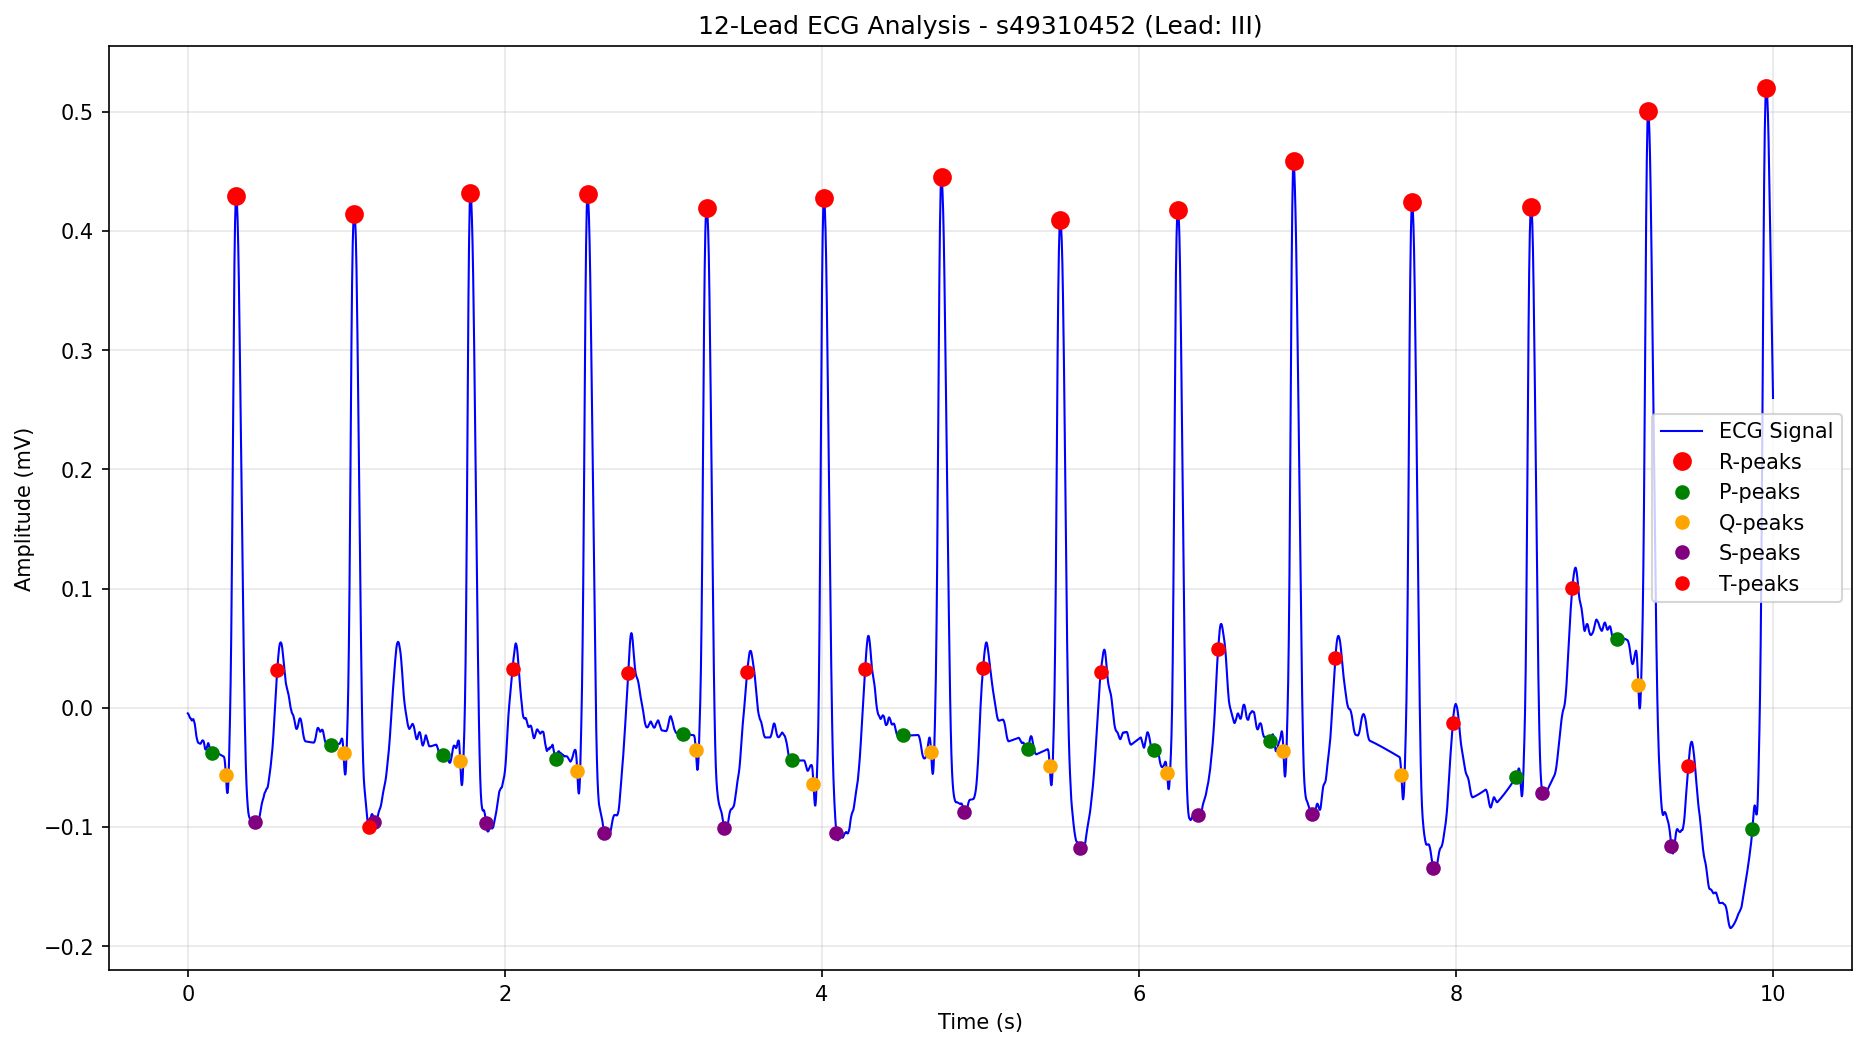 12-Lead ECG Analysis - s49310452 (Lead: III)
Amplitude (mV)
0.5
0.4
0.3
0.2
0.1
0.0
−0.1
−0.2
ECG Signal
R-peaks
P-peaks
Q-peaks
S-peaks
T-peaks
0 2 4 6 8 10
Time (s)